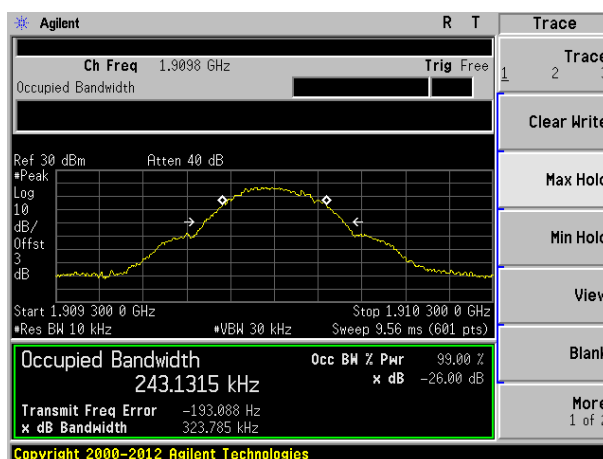 Agilent R T Trace
Ch Freq 1.9098 GHz Trig Free
Occupied Bandwidth
Trace
1 2
Clear Write
Max Hold
Min Hold
View
Blank
More
1 of 2
Ref 30 dBm Atten 40 dB
#Peak
Log
10
dB/
Offst
3
dB
Start 1.909 300 0 GHz Stop 1.910 300 0 GHz
#Res BW 10 kHz #VBW 30 kHz Sweep 9.56 ms (601 pts)
Occupied Bandwidth Occ BW % Pwr 99.00 %
243.1315 kHz x dB -26.00 dB
Transmit Freq Error -193.088 Hz
x dB Bandwidth 323.785 kHz
Copyright 2000-2012 Agilent Technologies